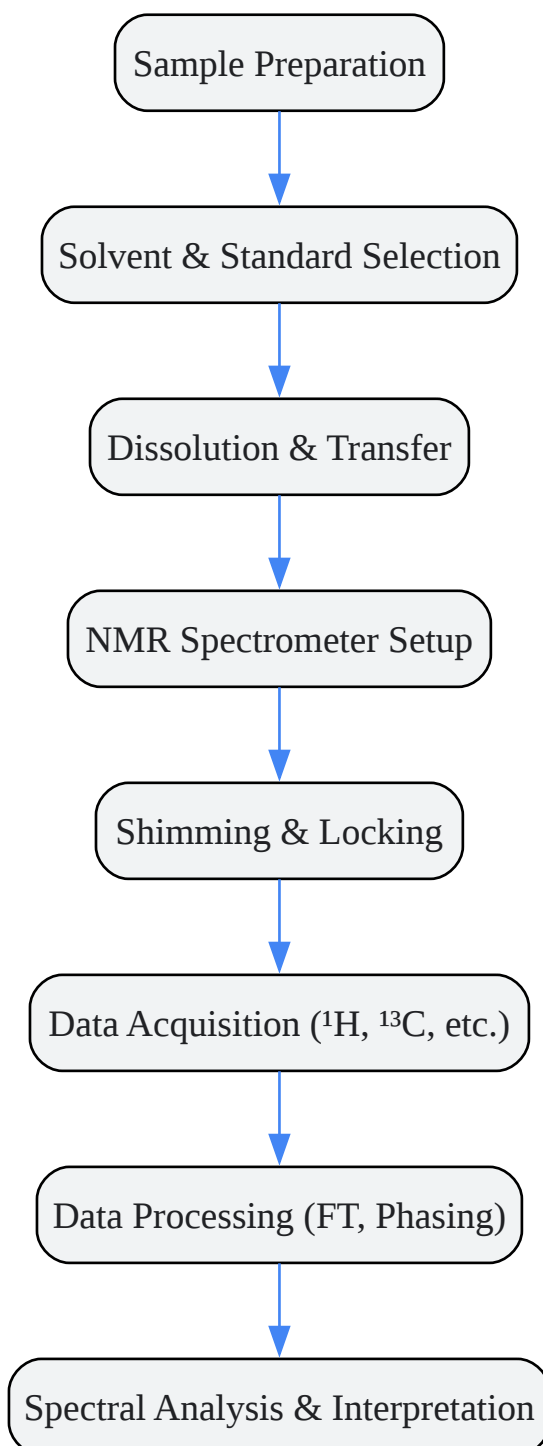 Sample Preparation
Solvent & Standard Selection
Dissolution & Transfer
NMR Spectrometer Setup
Shimming & Locking
Data Acquisition (¹H, ¹³C, etc.)
Data Processing (FT, Phasing)
Spectral Analysis & Interpretation